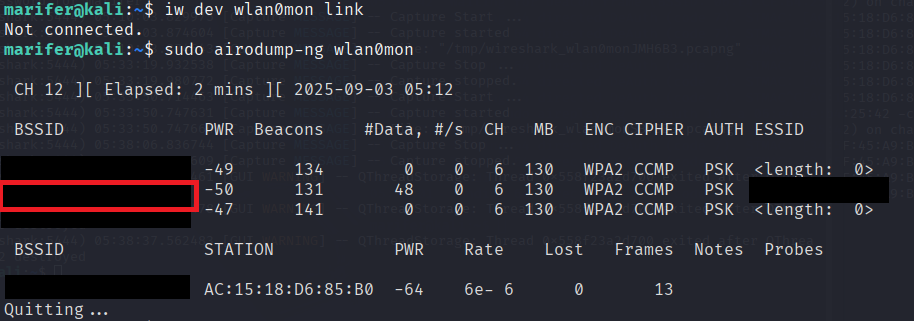 marifer@kali:~$ iw dev wlan0mon link
Not connected.
marifer@kali:~$ sudo airodump-ng wlan0mon
CH 12 ][ Elapsed: 2 mins ][ 2025-09-03 05:12
BSSID PWR Beacons #Data, #/s CH MB ENC CIPHER AUTH ESSID
-49 134 0 0 6 130 WPA2 CCMP PSK <length: 0>
-50 131 48 0 6 130 WPA2 CCMP PSK
-47 141 0 0 6 130 WPA2 CCMP PSK <length: 0>
BSSID STATION PWR Rate Lost Frames Notes Probes
AC:15:18:D6:85:B0 -64 6e- 6 0 13
Quitting...